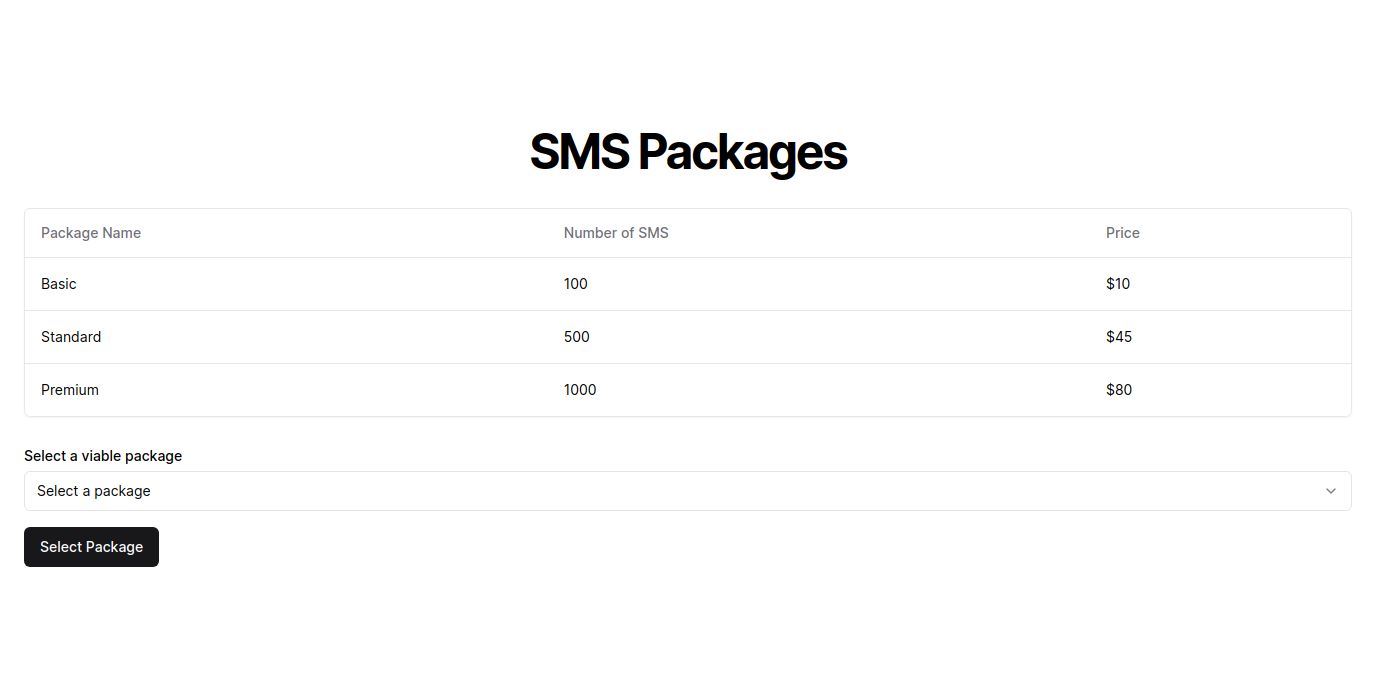 SMS Packages
Package Name Number of SMS Price
Basic 100 $10
Standard 500 $45
Premium 1000 $80
Select a viable package
Select a package
Select Package